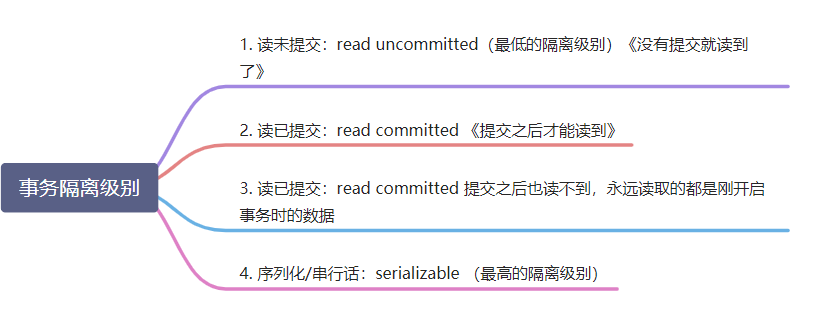 1. 读未提交：read uncommitted（最低的隔离级别）《没有提交就读到
了》
2. 读已提交：read committed 《提交之后才能读到》
事务隔离级别
3. 读已提交：read committed 提交之后也读不到，永远读取的都是刚开启
事务时的数据
4. 序列化/串行话：serializable （最高的隔离级别）